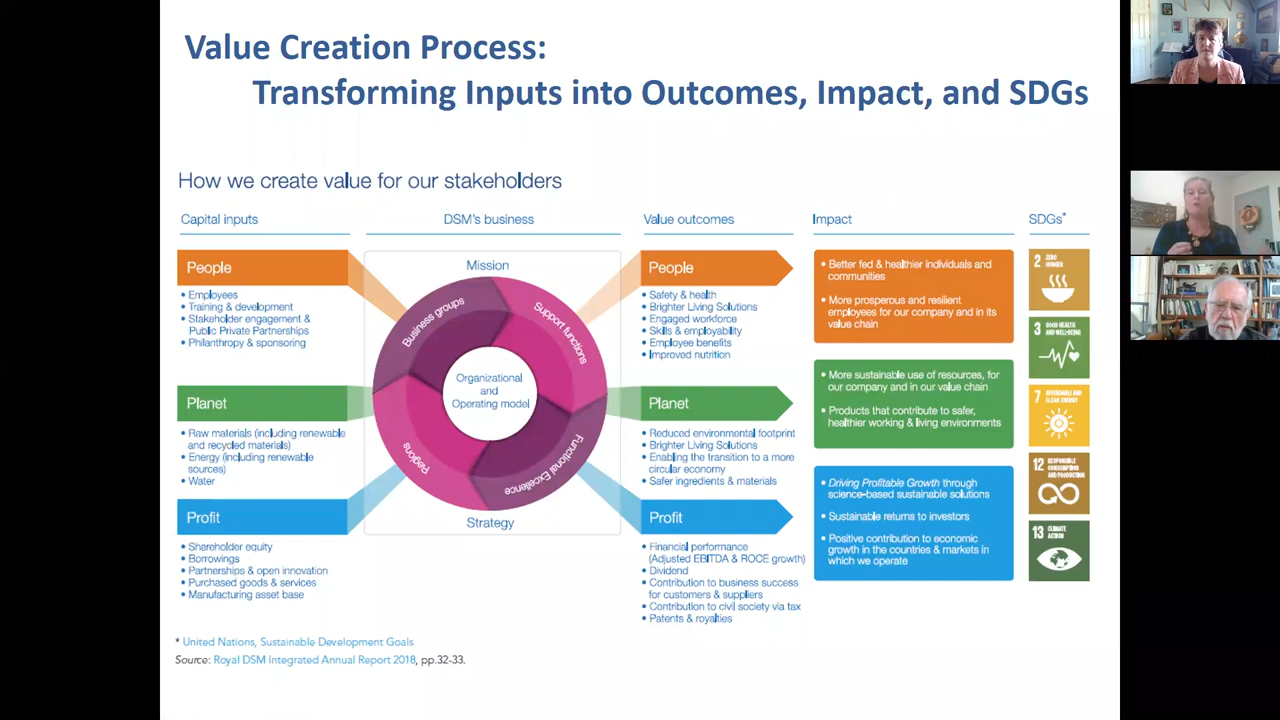 Value Creation Process:
Transforming Inputs into Outcomes, Impact, and SDGs
How we create value for our stakeholders
Capital inputs
DSM's business
Value outcomes
Impact
SDGs*
People
• Employees
• Training & development
• Stakeholder engagement &
Public Private Partnerships
• Philanthropy & sponsoring
Planet
• Raw materials (including renewable
and recycled materials)
• Energy (including renewable
sources)
• Water
Profit
• Shareholder equity
• Borrowings
• Partnerships & open innovation
• Purchased goods & services
• Manufacturing asset base
Mission
Business groups
Support functions
Organizational
and
Operating model
Regions
Functional Excellence
Strategy
People
• Safety & health
• Brighter Living Solutions
• Engaged workforce
• Skills & employability
• Employee benefits
• Improved nutrition
Planet
• Reduced environmental footprint
• Brighter Living Solutions
• Enabling the transition to a more
circular economy
• Safer ingredients & materials
Profit
• Financial performance
(Adjusted EBITDA & ROCE growth)
• Dividend
• Contribution to business success
for customers & suppliers
• Contribution to civil society via tax
• Patents & royalties
• Better fed & healthier individuals and
communities
• More prosperous and resilient
employees for our company and in its
value chain
• More sustainable use of resources, for
our company and in our value chain
• Products that contribute to safer,
healthier working & living environments
• Driving Profitable Growth through
science-based sustainable solutions
• Sustainable returns to investors
• Positive contribution to economic
growth in the countries & markets in
which we operate
2 ZERO
HUNGER
3 GOOD HEALTH
AND WELL-BEING
7 AFFORDABLE AND
CLEAN ENERGY
12 RESPONSIBLE
CONSUMPTION
AND PRODUCTION
13 CLIMATE
ACTION
* United Nations, Sustainable Development Goals
Source: Royal DSM Integrated Annual Report 2018, pp.32-33.